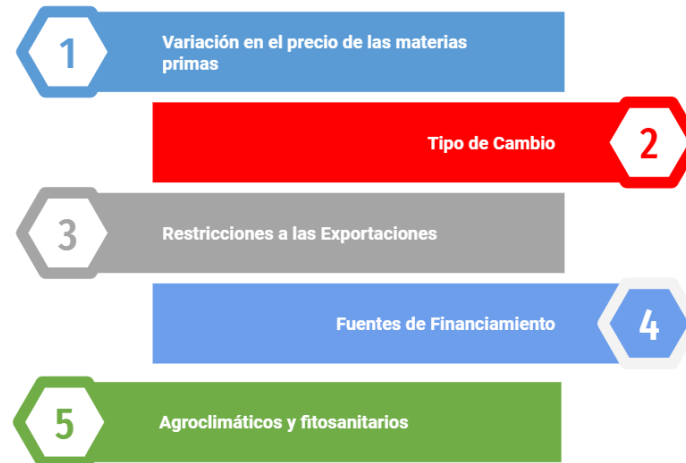 1
Variación en el precio de las materias
primas
Tipo de Cambio
2
3
Restricciones a las Exportaciones
Fuentes de Financiamiento
4
5
Agroclimáticos y fitosanitarios